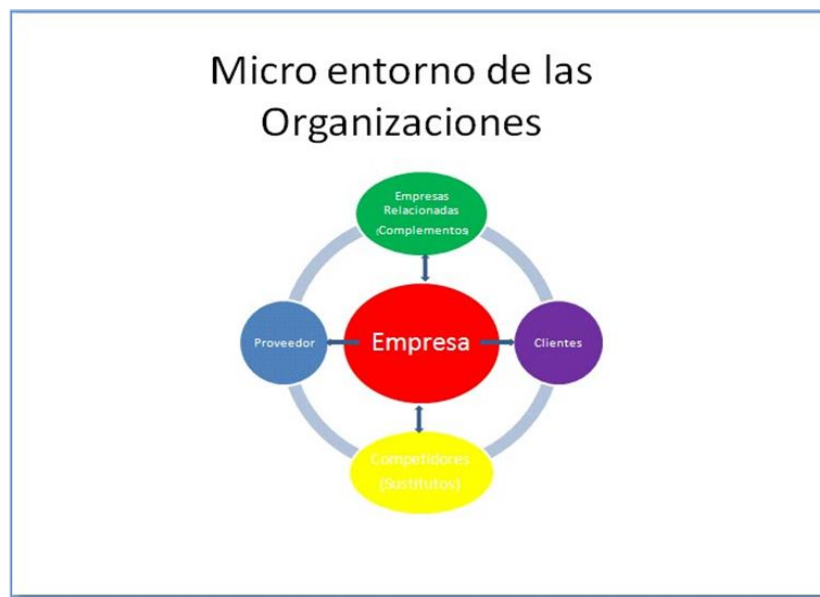 Micro entorno de las
Organizaciones
Empresas
Relacionadas
(Complementos)
Proveedor
Empresa
Clientes
Competidores
(Sustitutos)